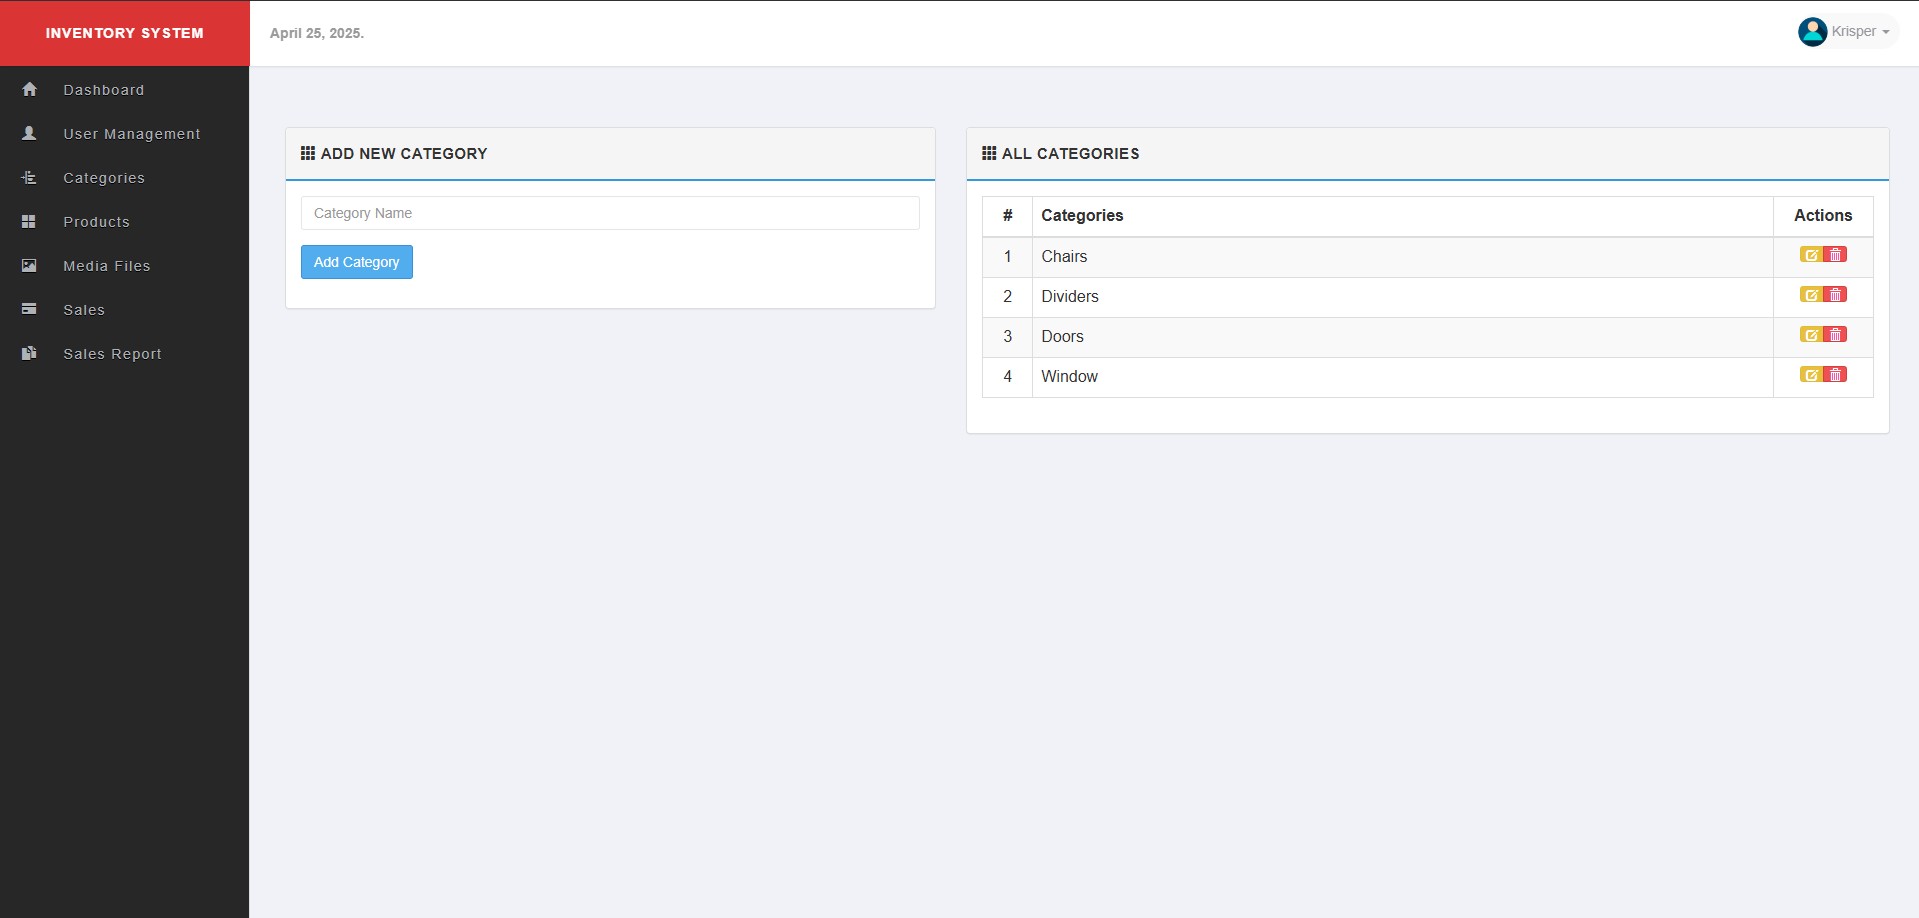 INVENTORY SYSTEM
April 25, 2025.
Krisper
Dashboard
User Management
Categories
Products
Media Files
Sales
Sales Report
ADD NEW CATEGORY
Category Name
Add Category
ALL CATEGORIES
# Categories Actions
1 Chairs
2 Dividers
3 Doors
4 Window